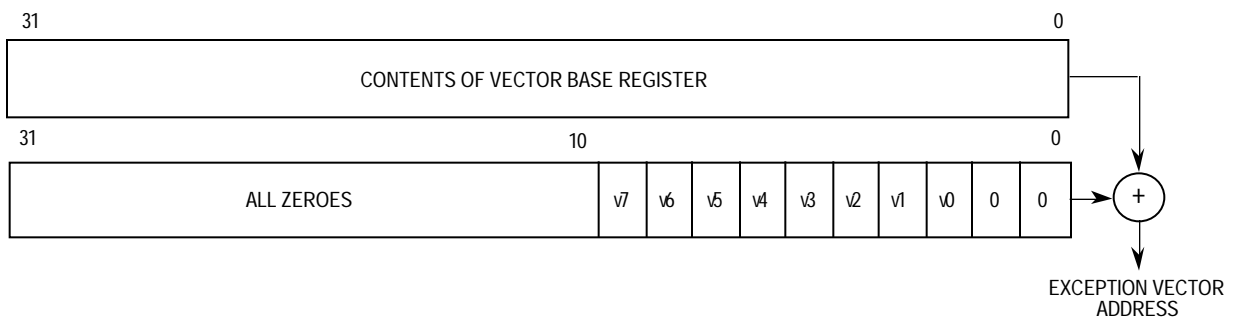 31 0
CONTENTS OF VECTOR BASE REGISTER
31 10 0
ALL ZEROES v7 v6 v5 v4 v3 v2 v1 v0 0 0 +
EXCEPTION VECTOR
ADDRESS